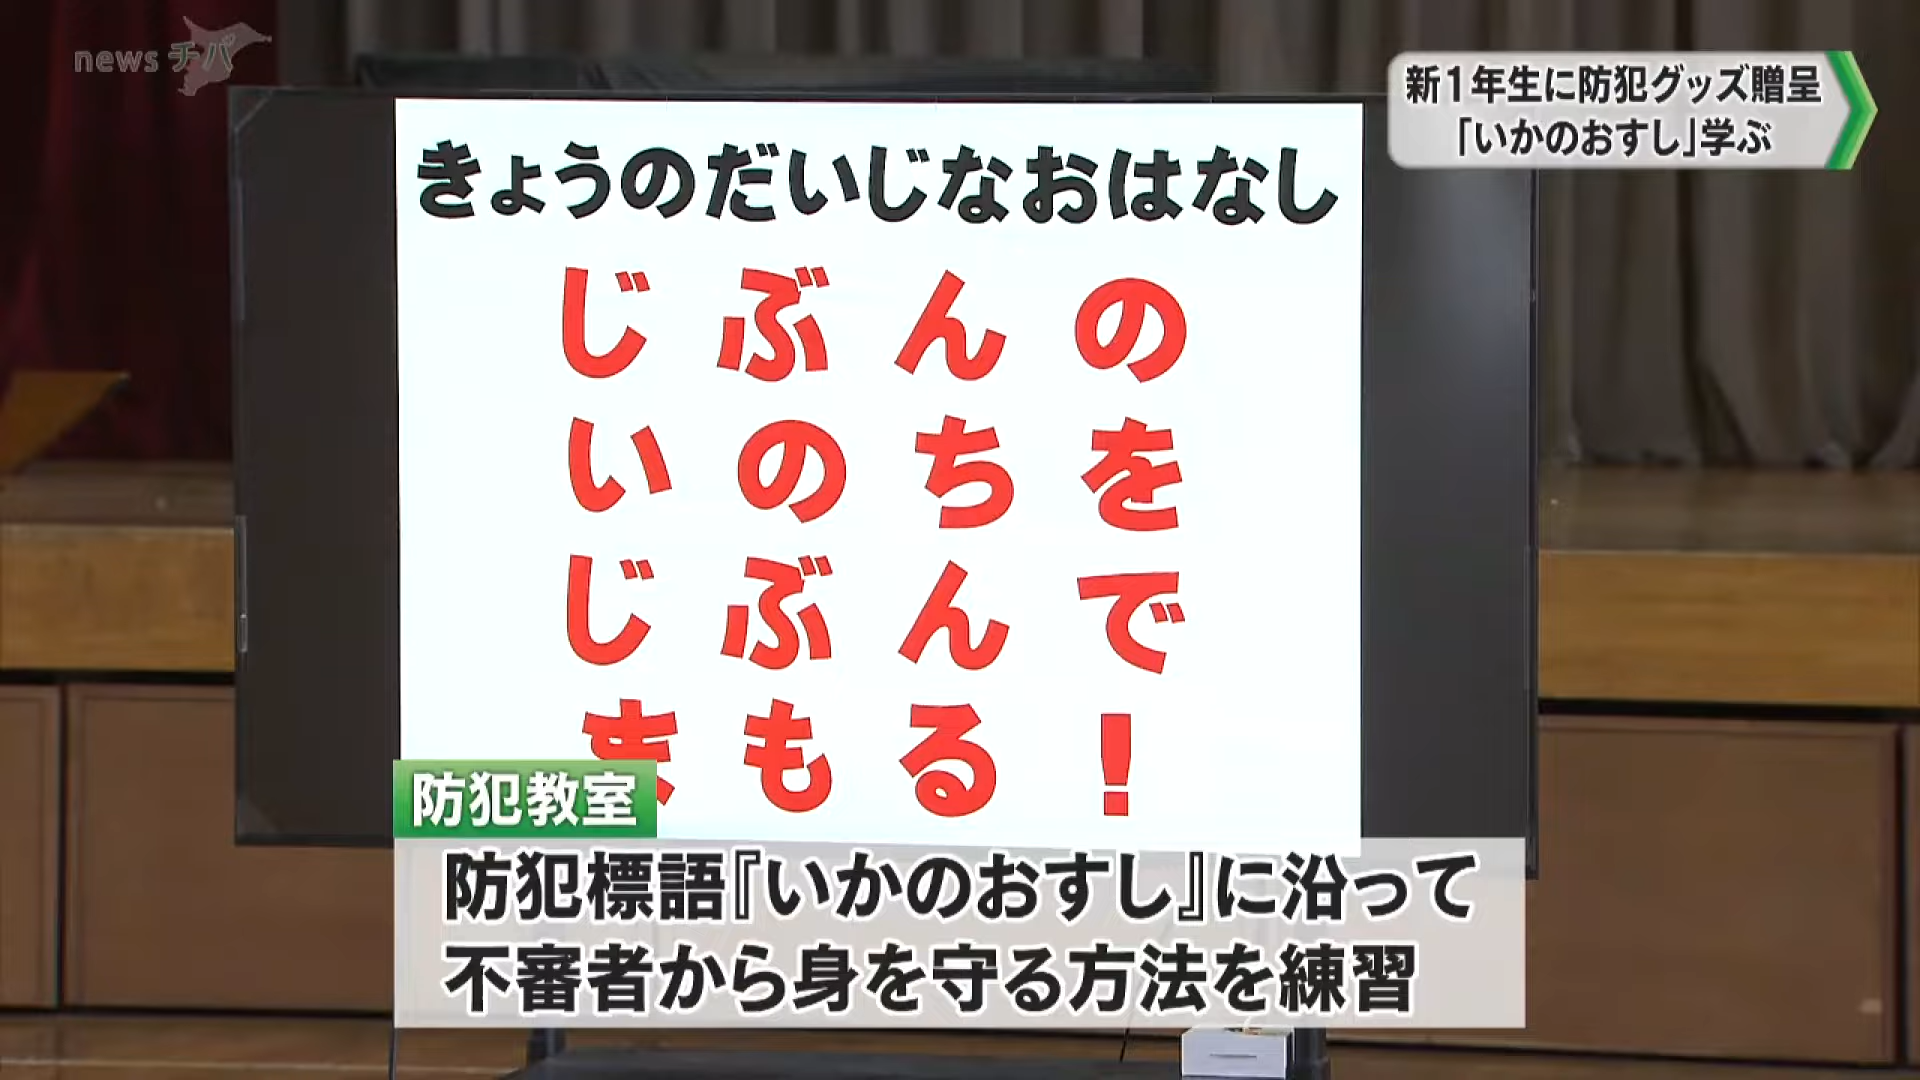 news チバ
新1年生に防犯グッズ贈呈
「いかのおすし」学ぶ
きょうのだいじなおはなし
じぶんの
いのちを
じぶんで
まもる!
防犯教室
防犯標語『いかのおすし』に沿って
不審者から身を守る方法を練習